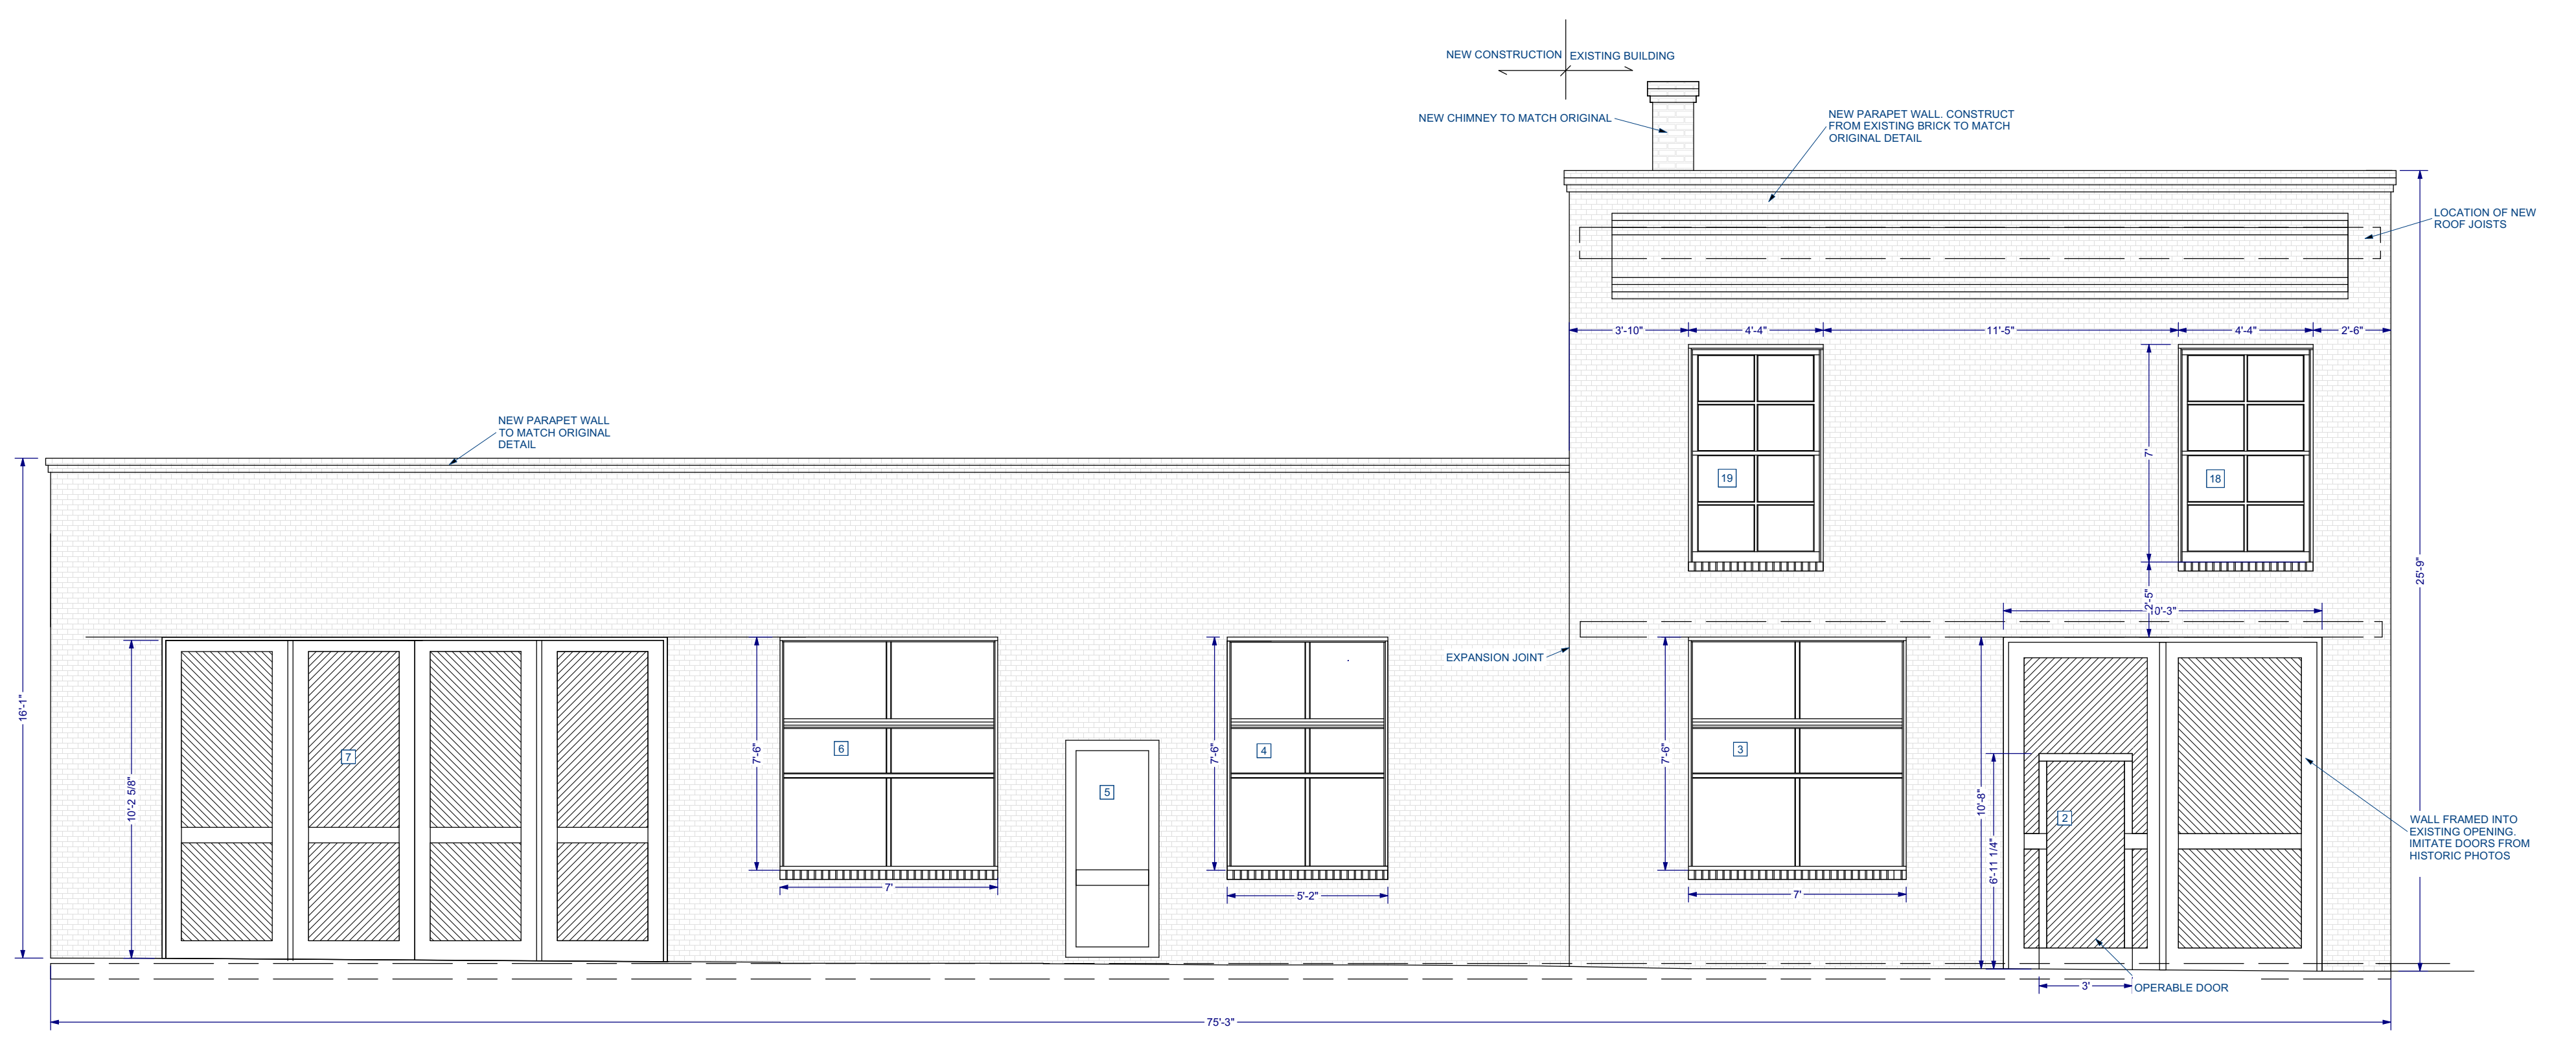 NEW CONSTRUCTION
EXISTING BUILDING
NEW CHIMNEY TO MATCH ORIGINAL
NEW PARAPET WALL. CONSTRUCT
FROM EXISTING BRICK TO MATCH
ORIGINAL DETAIL
LOCATION OF NEW
ROOF JOISTS
3'-10"
4'-4"
11'-5"
4'-4"
2'-6"
NEW PARAPET WALL
TO MATCH ORIGINAL
DETAIL
7'
19
18
25'-9"
2'-5"
10'-3"
EXPANSION JOINT
16'-1"
10'-2 5/8"
7
7'-6"
6
7'-6"
4
7'-6"
3
5
10'-8"
6'-11 1/4"
2
WALL FRAMED INTO
EXISTING OPENING.
IMITATE DOORS FROM
HISTORIC PHOTOS
7'
5'-2"
7'
3'
OPERABLE DOOR
75'-3"